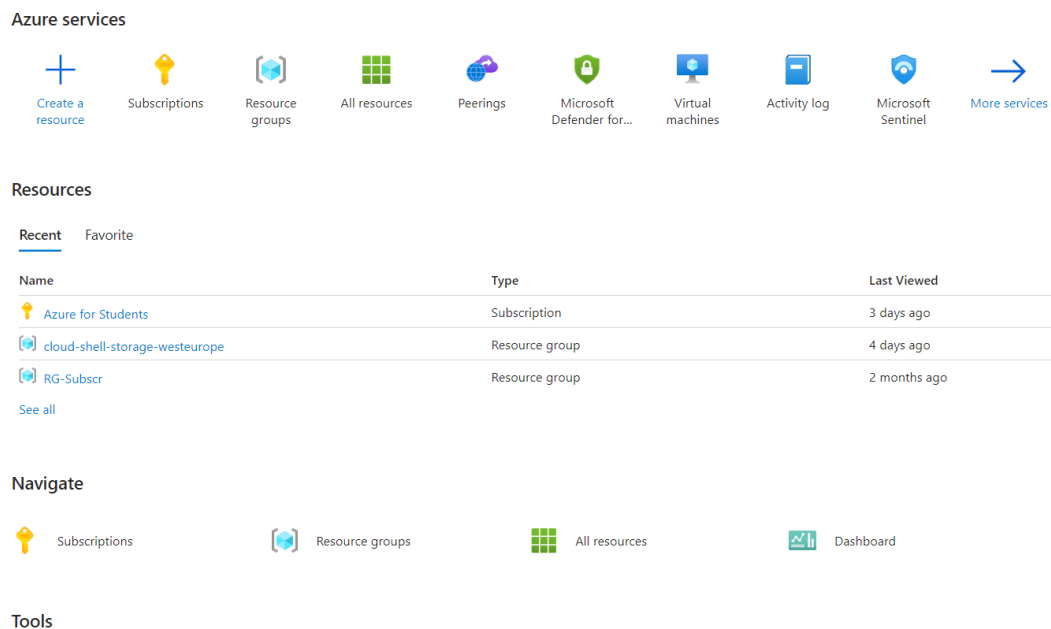 Azure services
Create a resource
Subscriptions
Resource groups
All resources
Peerings
Microsoft Defender for...
Virtual machines
Activity log
Microsoft Sentinel
More services
Resources
Recent Favorite
Name Type Last Viewed
Azure for Students Subscription 3 days ago
cloud-shell-storage-westeurope Resource group 4 days ago
RG-Subscr Resource group 2 months ago
See all
Navigate
Subscriptions Resource groups All resources Dashboard
Tools